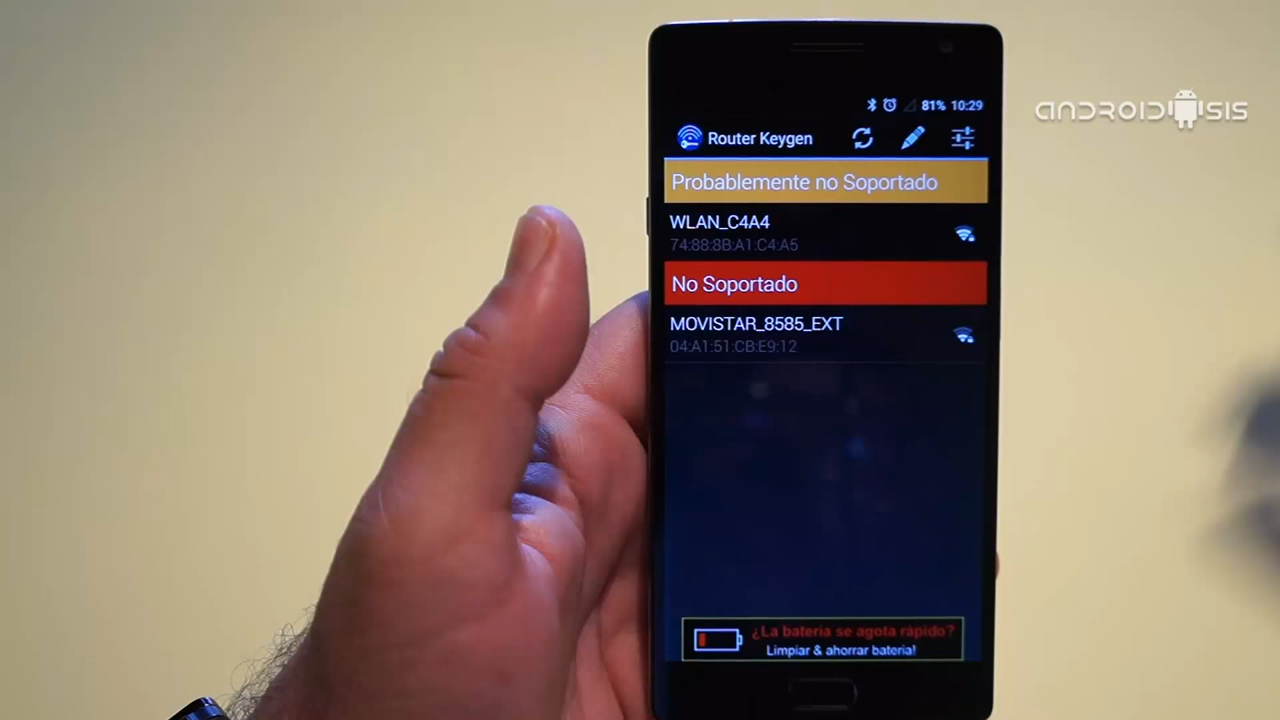 81% 10:29
ANDROIDSIS
Router Keygen
Probablemente no Soportado
WLAN_C4A4
74:88:8B:A1:C4:A5
No Soportado
MOVISTAR_8585_EXT
04:A1:51:CB:E9:12
¿La bateria se agota rápido?
Limpiar & ahorrar bateria!